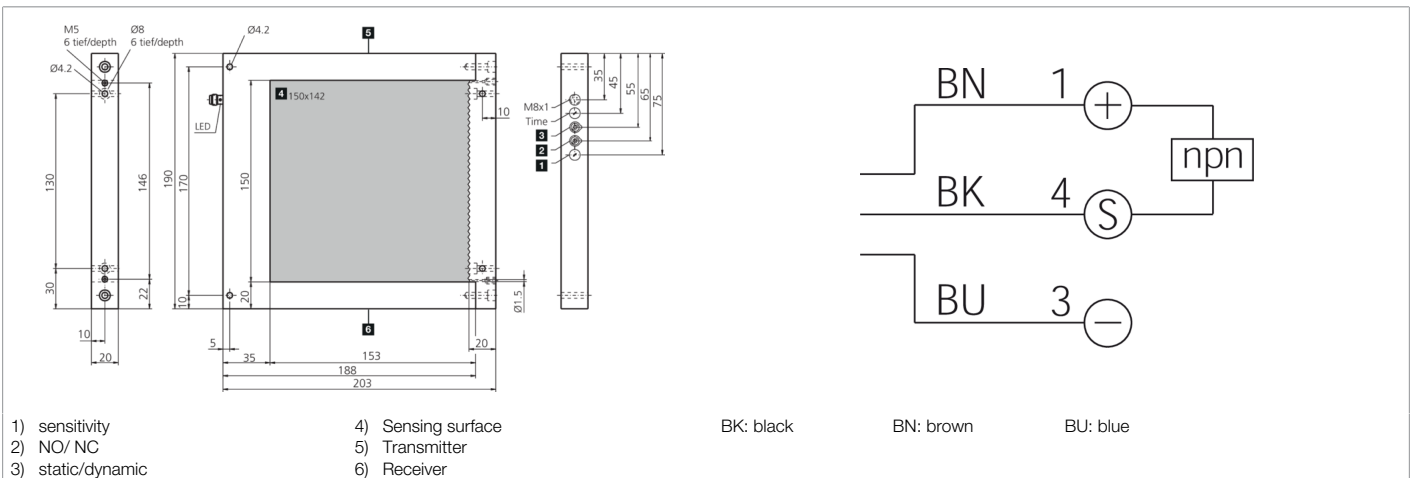 M5
6 tief/depth
Ø8
6 tief/depth
Ø4.2
130
30
146
22
10
20
Ø4.2
5
LED
4 150x142
190
170
150
10
20
10
Ø1.5
6
5
35
153
20
188
203
35
45
55
65
75
M8x1
Time
3
2
1
BN 1 +
npn
BK 4 S
BU 3 −
1) sensitivity
2) NO/ NC
3) static/dynamic
4) Sensing surface
5) Transmitter
6) Receiver
BK: black BN: brown BU: blue